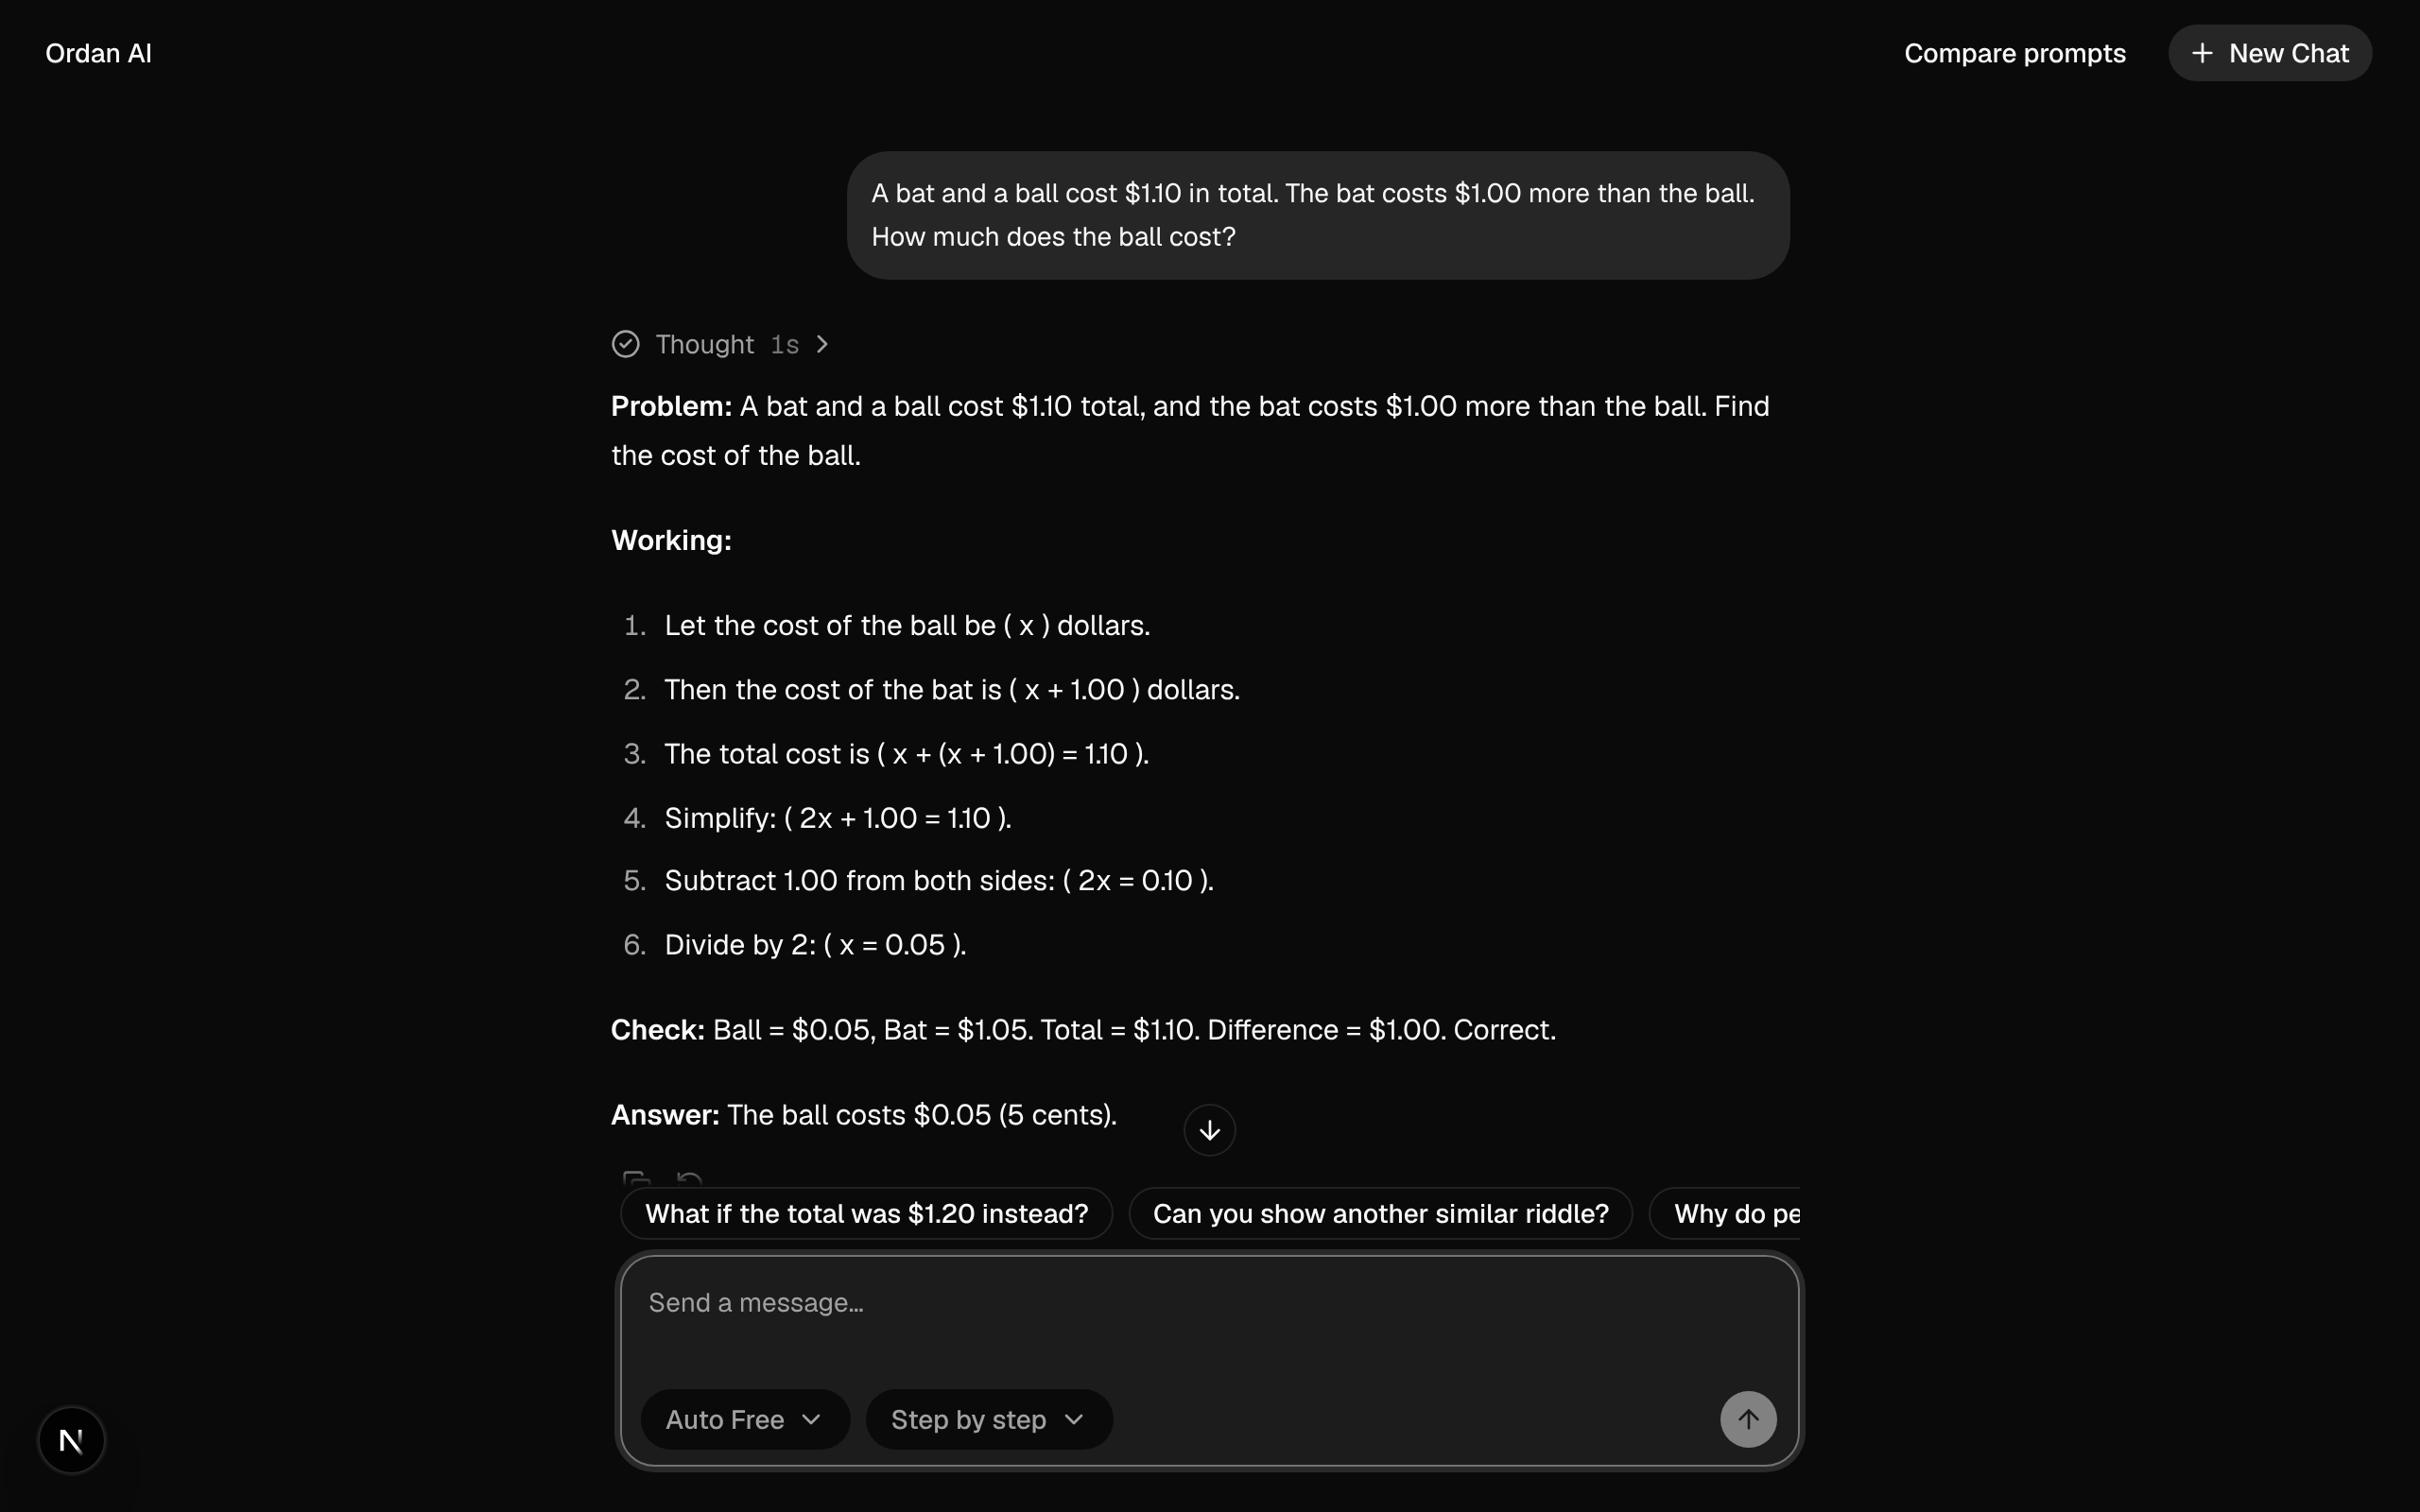 Ordan AI
Compare prompts
New Chat
A bat and a ball cost $1.10 in total. The bat costs $1.00 more than the ball.
How much does the ball cost?
Thought 1s
Problem: A bat and a ball cost $1.10 total, and the bat costs $1.00 more than the ball. Find
the cost of the ball.
Working:
1. Let the cost of the ball be ( x ) dollars.
2. Then the cost of the bat is ( x + 1.00 ) dollars.
3. The total cost is ( x + (x + 1.00) = 1.10 ).
4. Simplify: ( 2x + 1.00 = 1.10 ).
5. Subtract 1.00 from both sides: ( 2x = 0.10 ).
6. Divide by 2: ( x = 0.05 ).
Check: Ball = $0.05, Bat = $1.05. Total = $1.10. Difference = $1.00. Correct.
Answer: The ball costs $0.05 (5 cents).
What if the total was $1.20 instead?
Can you show another similar riddle?
Why do pe
Send a message...
Auto Free
Step by step
N